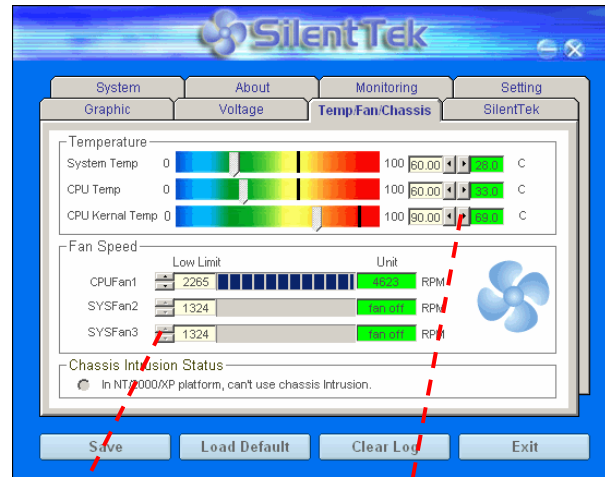 SilentTek
System About Monitoring Setting
Graphic Voltage Temp/Fan/Chassis SilentTek
Temperature
System Temp 0 100 60.00 28.0 C
CPU Temp 0 100 60.00 33.0 C
CPU Kernal Temp 0 100 90.00 69.0 C
Fan Speed
Low Limit Unit
CPUFan1 2265 4623 RPM
SYSFan2 1324 fan off RPM
SYSFan3 1324 fan off RPM
Chassis Intrusion Status
In NT/2000/XP platform, can't use chassis Intrusion.
Save Load Default Clear Log Exit